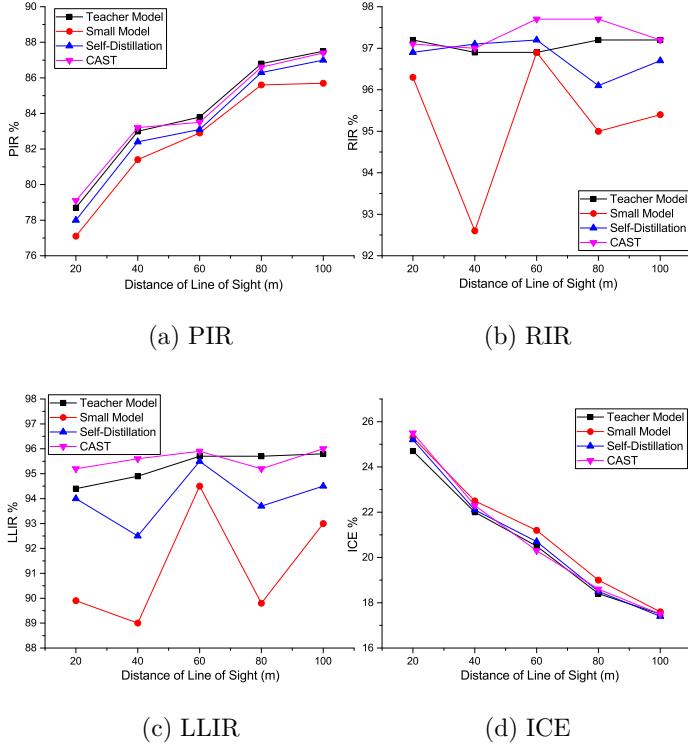 90
88
86
84
82
80
78
76
PIR %
Teacher Model
Small Model
Self-Distillation
CAST
20 40 60 80 100
Distance of Line of Sight (m)
(a) PIR
98
97
96
95
94
93
92
RIR %
Teacher Model
Small Model
Self-Distillation
CAST
20 40 60 80 100
Distance of Line of Sight (m)
(b) RIR
98
97
96
95
94
93
92
91
90
89
88
LLIR %
Teacher Model
Small Model
Self-Distillation
CAST
20 40 60 80 100
Distance of Line of Sight (m)
(c) LLIR
26
24
22
20
18
16
ICE %
Teacher Model
Small Model
Self-Distillation
CAST
20 40 60 80 100
Distance of Line of Sight (m)
(d) ICE